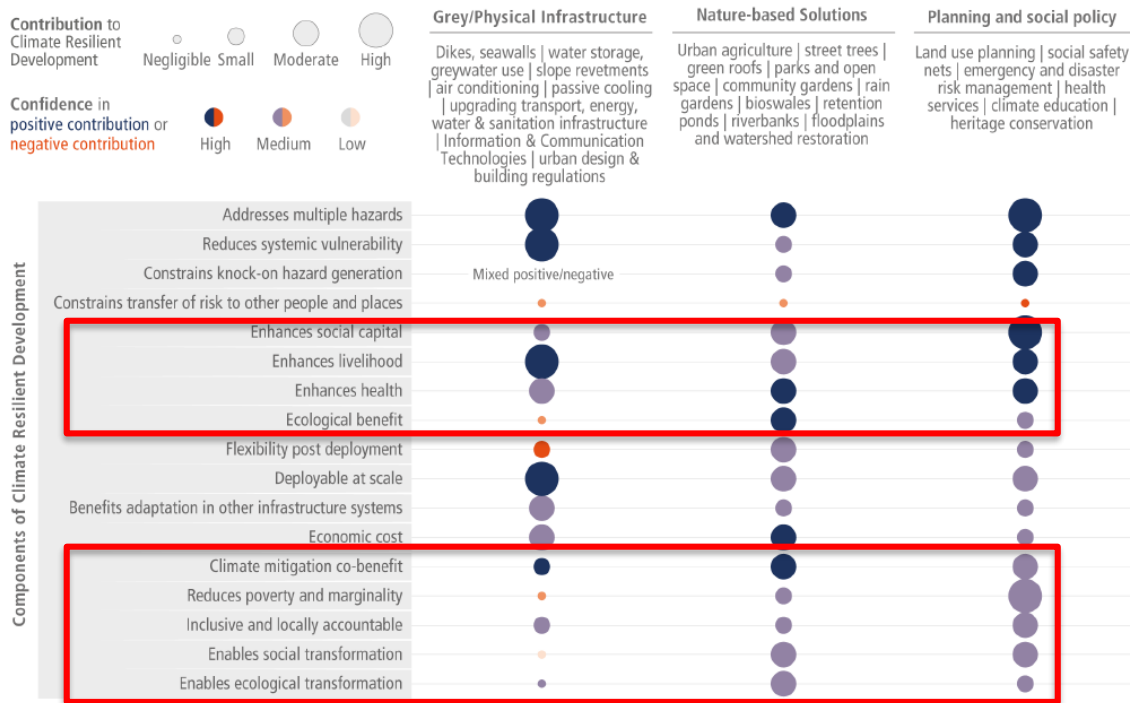 Contribution to
Climate Resilient
Development
Negligible Small Moderate High
Confidence in
positive contribution or
negative contribution
High Medium Low
Grey/Physical Infrastructure
Dikes, seawalls | water storage,
greywater use | slope revetments
| air conditioning | passive cooling
| upgrading transport, energy,
water & sanitation infrastructure
| Information & Communication
Technologies | urban design &
building regulations
Nature-based Solutions
Urban agriculture | street trees |
green roofs | parks and open
space | community gardens | rain
gardens | bioswales | retention
ponds | riverbanks | floodplains
and watershed restoration
Planning and social policy
Land use planning | social safety
nets | emergency and disaster
risk management | health
services | climate education |
heritage conservation
Components of Climate Resilient Development
Addresses multiple hazards
Reduces systemic vulnerability
Constrains knock-on hazard generation
Mixed positive/negative
Constrains transfer of risk to other people and places
Enhances social capital
Enhances livelihood
Enhances health
Ecological benefit
Flexibility post deployment
Deployable at scale
Benefits adaptation in other infrastructure systems
Economic cost
Climate mitigation co-benefit
Reduces poverty and marginality
Inclusive and locally accountable
Enables social transformation
Enables ecological transformation